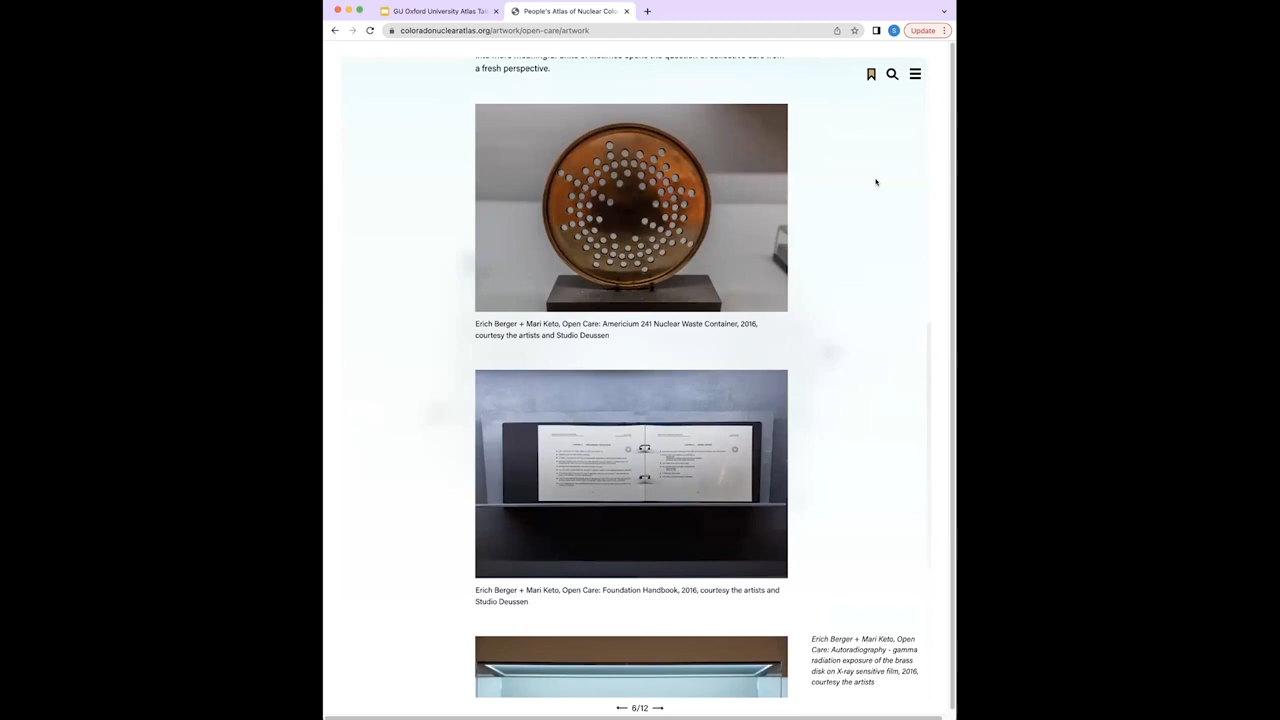 GU Oxford University Atlas Tal
People's Atlas of Nuclear Colo
coloradonuclearatlas.org/artwork/open-care/artwork
S
Update
a fresh perspective.
Erich Berger + Mari Keto, Open Care: Americium 241 Nuclear Waste Container, 2016,
courtesy the artists and Studio Deussen
Erich Berger + Mari Keto, Open Care: Foundation Handbook, 2016, courtesy the artists and
Studio Deussen
Erich Berger + Mari Keto, Open
Care: Autoradiography - gamma
radiation exposure of the brass
disk on X-ray sensitive film, 2016,
courtesy the artists
6/12